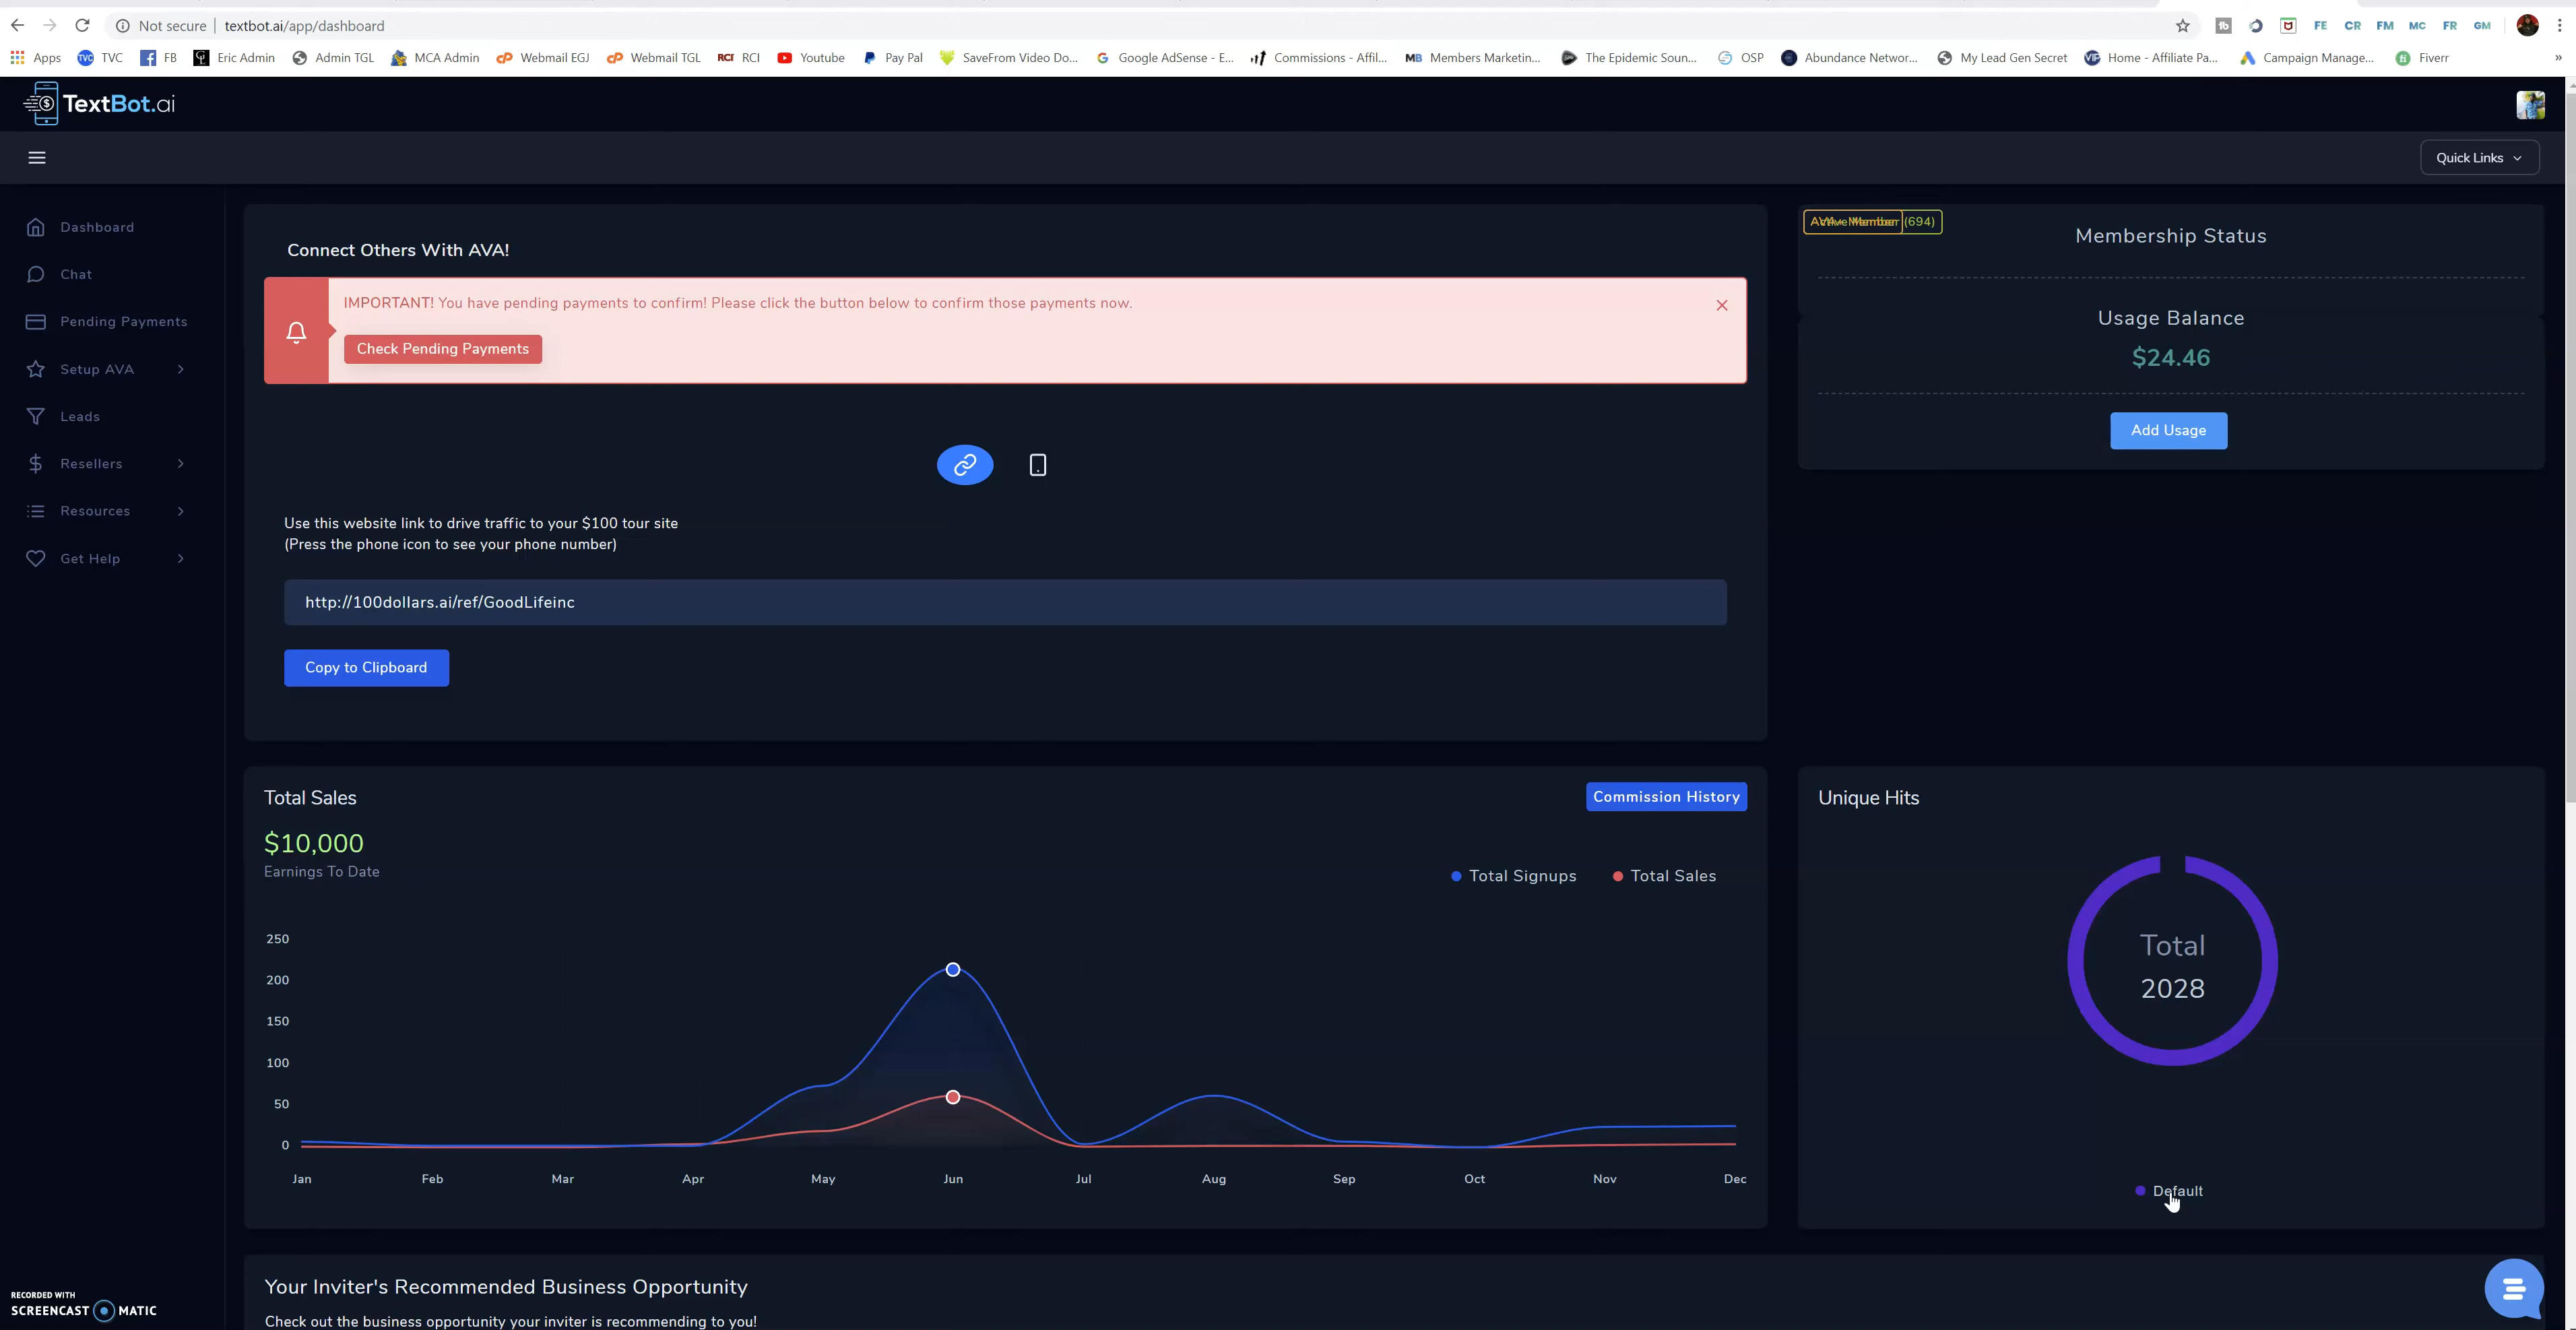 Not secure | textbot.ai/app/dashboard
FE CR FM MC FR GM
Apps TVC FB Eric Admin Admin TGL MCA Admin Webmail EGJ Webmail TGL RCI RCI Youtube Pay Pal SaveFrom Video Do... Google AdSense - E... Commissions - Affil... MB Members Marketin... The Epidemic Soun... OSP Abundance Networ... My Lead Gen Secret VIP Home - Affiliate Pa... Campaign Manage... fi Fiverr »
TextBot.ai
Quick Links
Dashboard
Chat
Pending Payments
Setup AVA
Leads
Resellers
Resources
Get Help
Connect Others With AVA!
IMPORTANT! You have pending payments to confirm! Please click the button below to confirm those payments now.
Check Pending Payments
Use this website link to drive traffic to your $100 tour site
(Press the phone icon to see your phone number)
http://100dollars.ai/ref/GoodLifeinc
Copy to Clipboard
(694)
Membership Status
Usage Balance
$24.46
Add Usage
Total Sales
Commission History
$10,000
Earnings To Date
Total Signups Total Sales
250
200
150
100
50
0
Jan Feb Mar Apr May Jun Jul Aug Sep Oct Nov Dec
Unique Hits
Total
2028
Default
Your Inviter's Recommended Business Opportunity
Check out the business opportunity your inviter is recommending to you!
RECORDED WITH
SCREENCAST MATIC